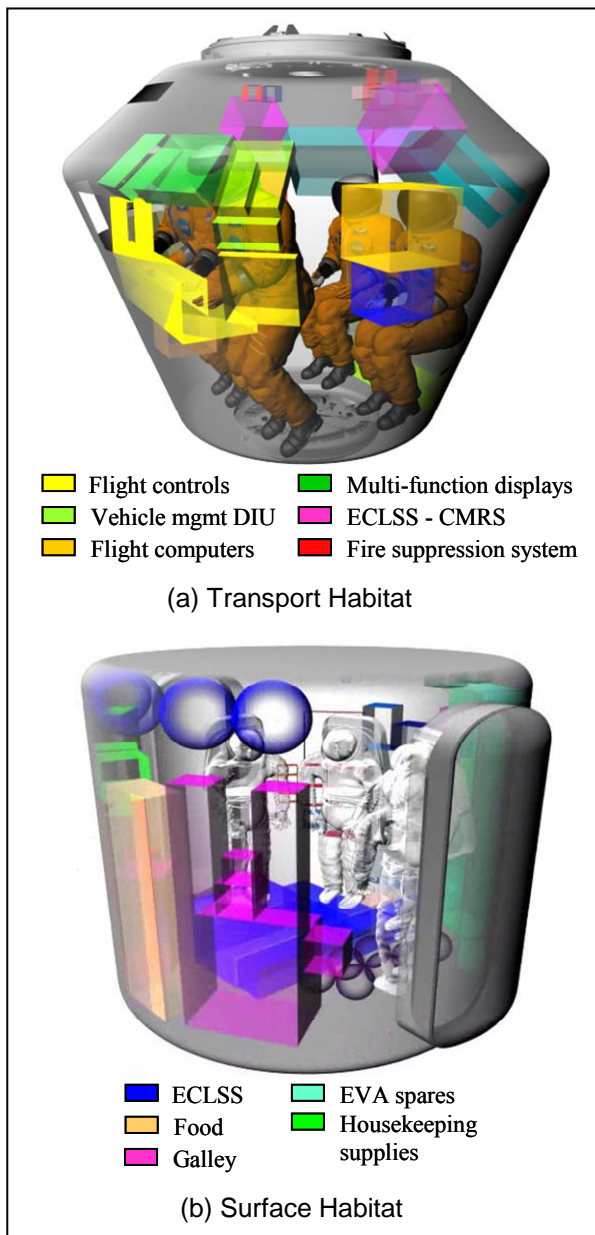 Flight controls
Multi-function displays
Vehicle mgmt DIU
ECLSS - CMRS
Flight computers
Fire suppression system
(a) Transport Habitat
ECLSS
EVA spares
Food
Housekeeping
supplies
Galley
(b) Surface Habitat